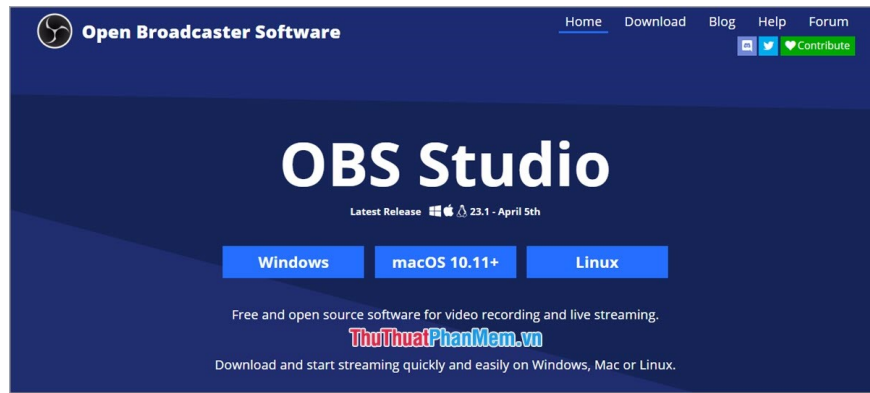 Open Broadcaster Software
Home Download Blog Help Forum
Contribute
OBS Studio
Latest Release 23.1 - April 5th
Windows macOS 10.11+ Linux
Free and open source software for video recording and live streaming.
ThuThuatPhanMem.vn
Download and start streaming quickly and easily on Windows, Mac or Linux.